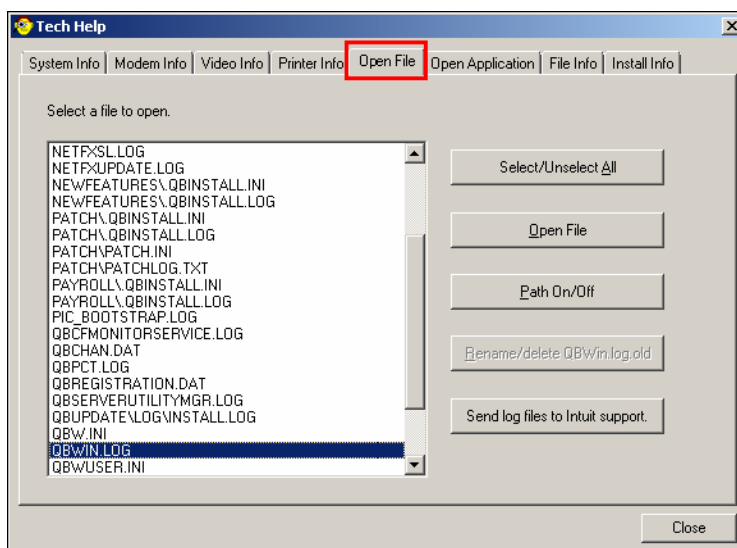 Tech Help
System Info Modem Info Video Info Printer Info Open File Open Application File Info Install Info
Select a file to open.
NETFXSL.LOG
NETFXUPDATE.LOG
NEWFEATURES\.QBINSTALL.INI
NEWFEATURES\.QBINSTALL.LOG
PATCH\.QBINSTALL.INI
PATCH\.QBINSTALL.LOG
PATCH\PATCH.INI
PATCH\PATCHLOG.TXT
PAYROLL\.QBINSTALL.INI
PAYROLL\.QBINSTALL.LOG
PIC_BOOTSTRAP.LOG
QBCFMONITORSERVICE.LOG
QBCHAN.DAT
QBPCT.LOG
QBREGISTRATION.DAT
QBSERVERUTILITYMGR.LOG
QBUPDATE\LOG\INSTALL.LOG
QBW.INI
QBWIN.LOG
QBWUSER.INI
Select/Unselect All
Open File
Path On/Off
Rename/delete QBWin.log.old
Send log files to Intuit support.
Close